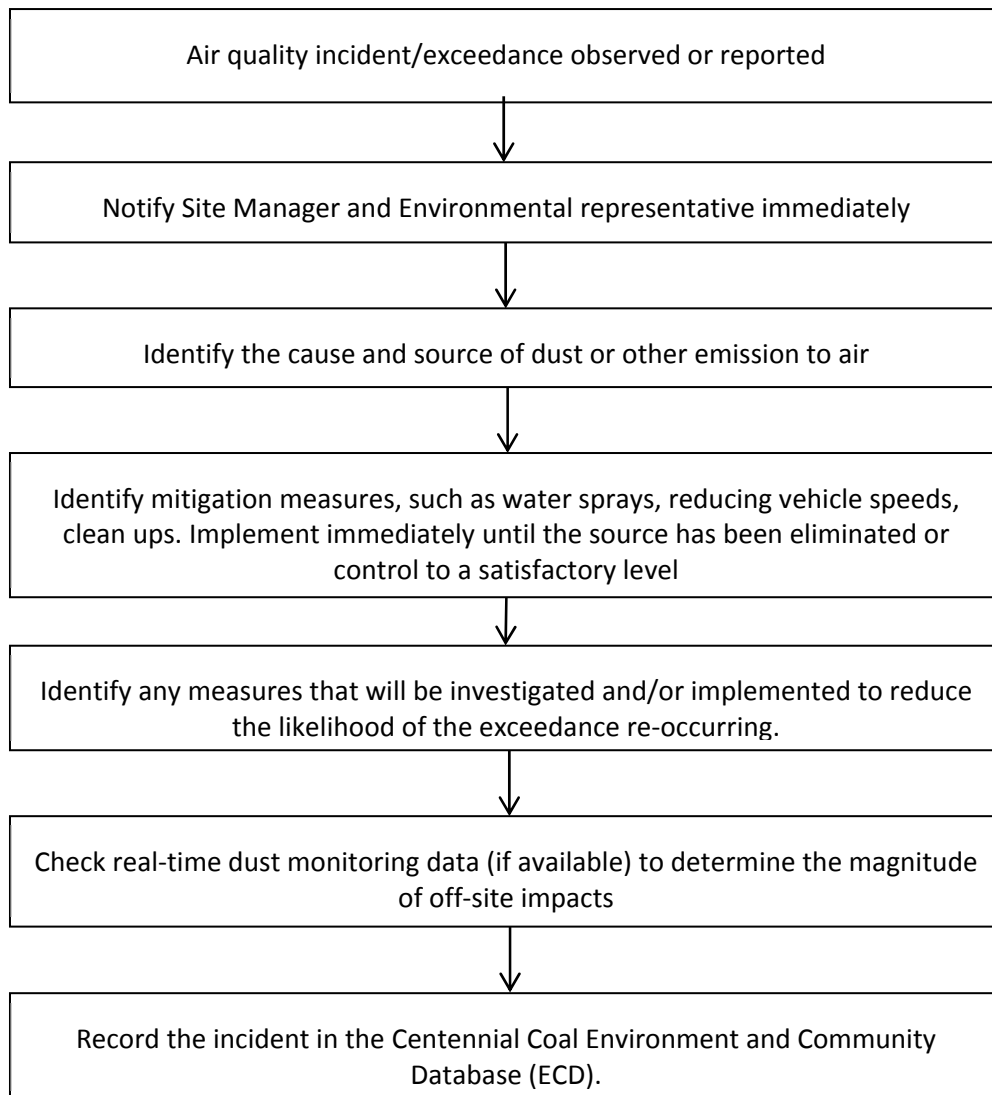 Air quality incident/exceedance observed or reported
Notify Site Manager and Environmental representative immediately
Identify the cause and source of dust or other emission to air
Identify mitigation measures, such as water sprays, reducing vehicle speeds,
clean ups. Implement immediately until the source has been eliminated or
control to a satisfactory level
Identify any measures that will be investigated and/or implemented to reduce
the likelihood of the exceedance re-occurring.
Check real-time dust monitoring data (if available) to determine the magnitude
of off-site impacts
Record the incident in the Centennial Coal Environment and Community
Database (ECD).